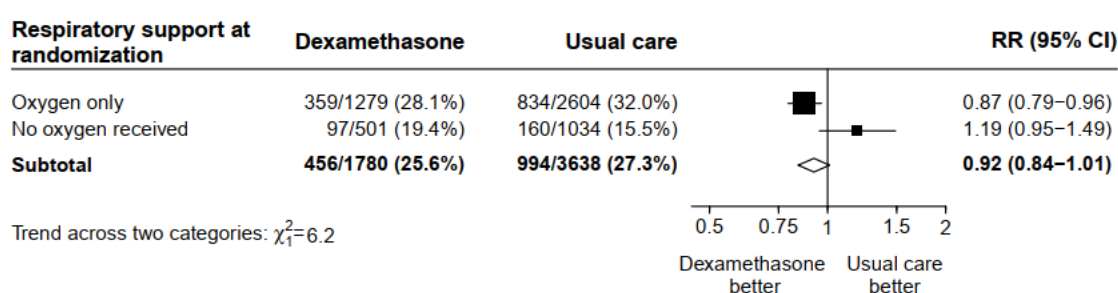 Respiratory support at
randomization Dexamethasone Usual care RR (95% CI)
Oxygen only 359/1279 (28.1%) 834/2604 (32.0%) 0.87 (0.79–0.96)
No oxygen received 97/501 (19.4%) 160/1034 (15.5%) 1.19 (0.95–1.49)
Subtotal 456/1780 (25.6%) 994/3638 (27.3%) 0.92 (0.84–1.01)
Trend across two categories: χ²₁=6.2
0.5 0.75 1 1.5 2
Dexamethasone Usual care
better better